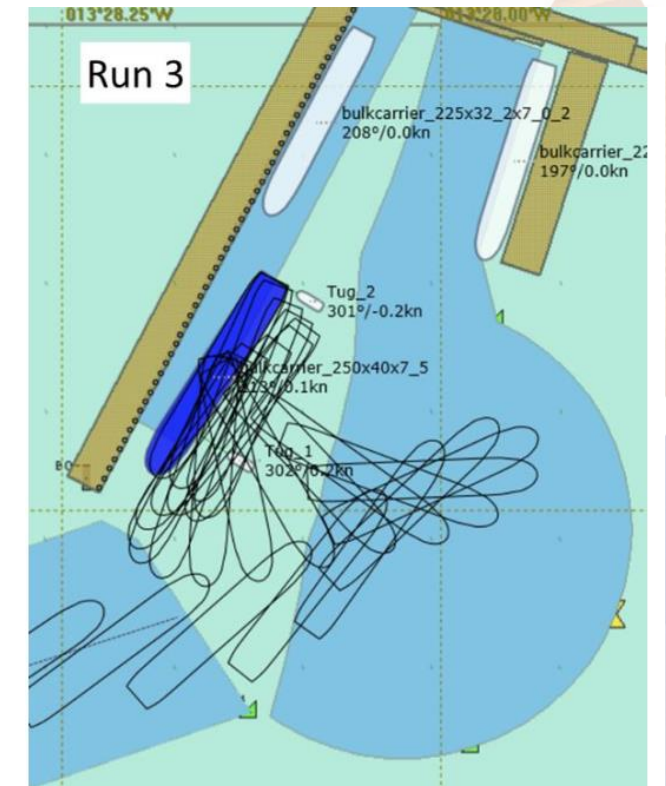 013°28.25'W 013°28.00'W
Run 3
bulkcarrier_225x32_2x7_0_2
208°/0.0kn
bulkcarrier_22
197°/0.0kn
Tug_2
301°/-0.2kn
bulkcarrier_250x40x7_5
213°/0.1kn
Tug_1
302°/0.2kn